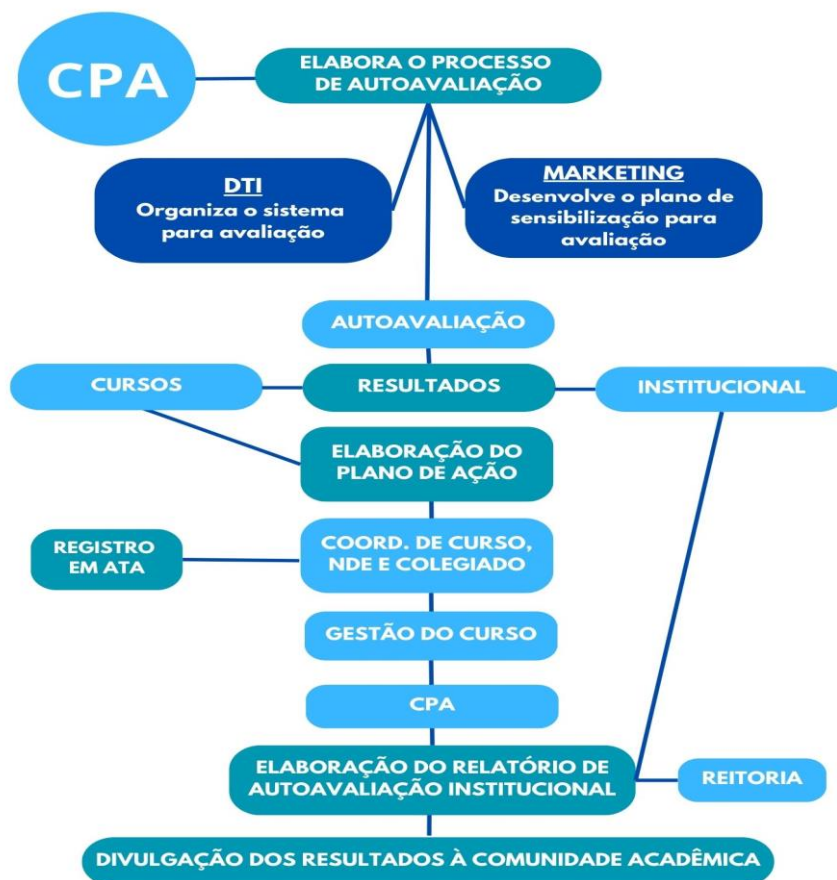 CPA
ELABORA O PROCESSO
DE AUTOAVALIAÇÃO
DTI
Organiza o sistema
para avaliação
MARKETING
Desenvolve o plano de
sensibilização para
avaliação
AUTOAVALIAÇÃO
CURSOS
RESULTADOS
INSTITUCIONAL
ELABORAÇÃO DO
PLANO DE AÇÃO
REGISTRO
EM ATA
COORD. DE CURSO,
NDE E COLEGIADO
GESTÃO DO CURSO
CPA
ELABORAÇÃO DO RELATÓRIO DE
AUTOAVALIAÇÃO INSTITUCIONAL
REITORIA
DIVULGAÇÃO DOS RESULTADOS À COMUNIDADE ACADÊMICA